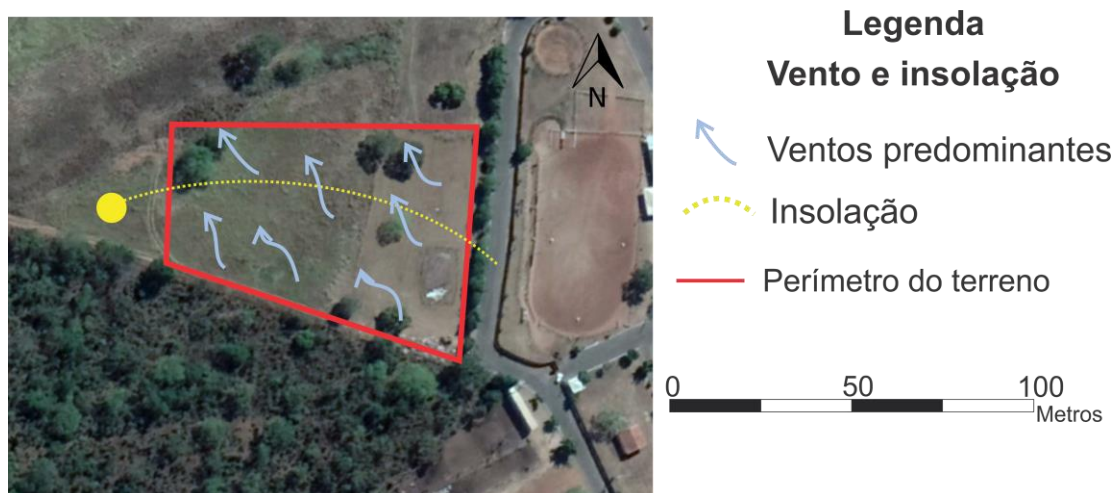 N
Legenda
Vento e insolação
Ventos predominantes
Insolação
Perímetro do terreno
0 50 100
Metros